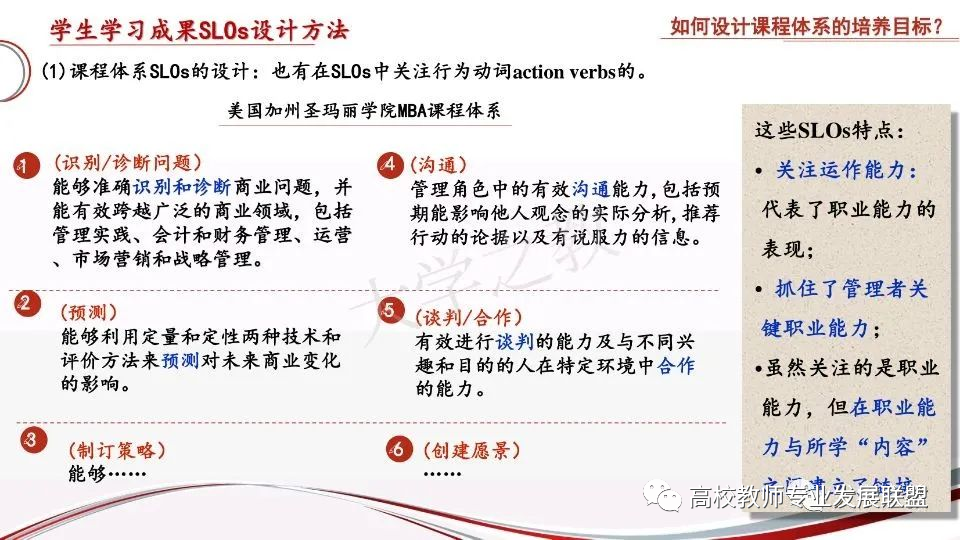 学生学习成果SLOs设计方法
如何设计课程体系的培养目标？
(1)课程体系SLOs的设计：也有在SLOs中关注行为动词action verbs的。
美国加州圣玛丽学院MBA课程体系
1
(识别/诊断问题)
能够准确识别和诊断商业问题，并
能有效跨越广泛的商业领域，包括
管理实践、会计和财务管理、运营
、市场营销和战略管理。
2
(预测)
能够利用定量和定性两种技术和
评价方法来预测对未来商业变化
的影响。
3
(制订策略)
能够……
4
(沟通)
管理角色中的有效沟通能力,包括预
期能影响他人观念的实际分析,推荐
行动的论据以及有说服力的信息。
5
(谈判/合作)
有效进行谈判的能力及与不同兴
趣和目的的人在特定环境中合作
的能力。
6
(创建愿景)
……
这些SLOs特点：
• 关注运作能力：
代表了职业能力的
表现；
• 抓住了管理者关
键职业能力；
•虽然关注的是职业
能力，但在职业能
力与所学“内容”
之间建立了链接
大学之教
高校教师专业发展联盟